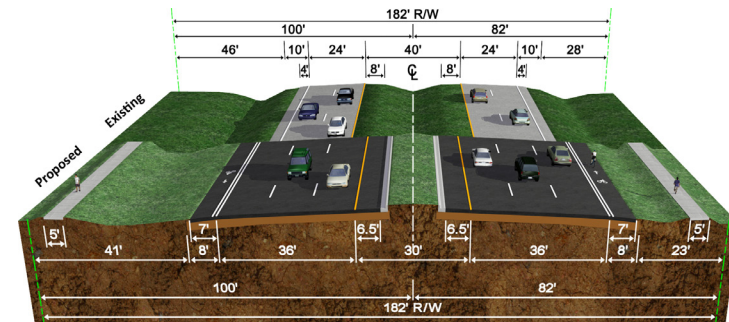 182' R/W
100' 82'
46' 10' 24' 40' 24' 10' 28'
4' 8' ℄ 8' 4'
Existing
Proposed
5' 7' 6.5' 6.5' 7' 5'
41' 8' 36' 30' 36' 8' 23'
100' 82'
182' R/W